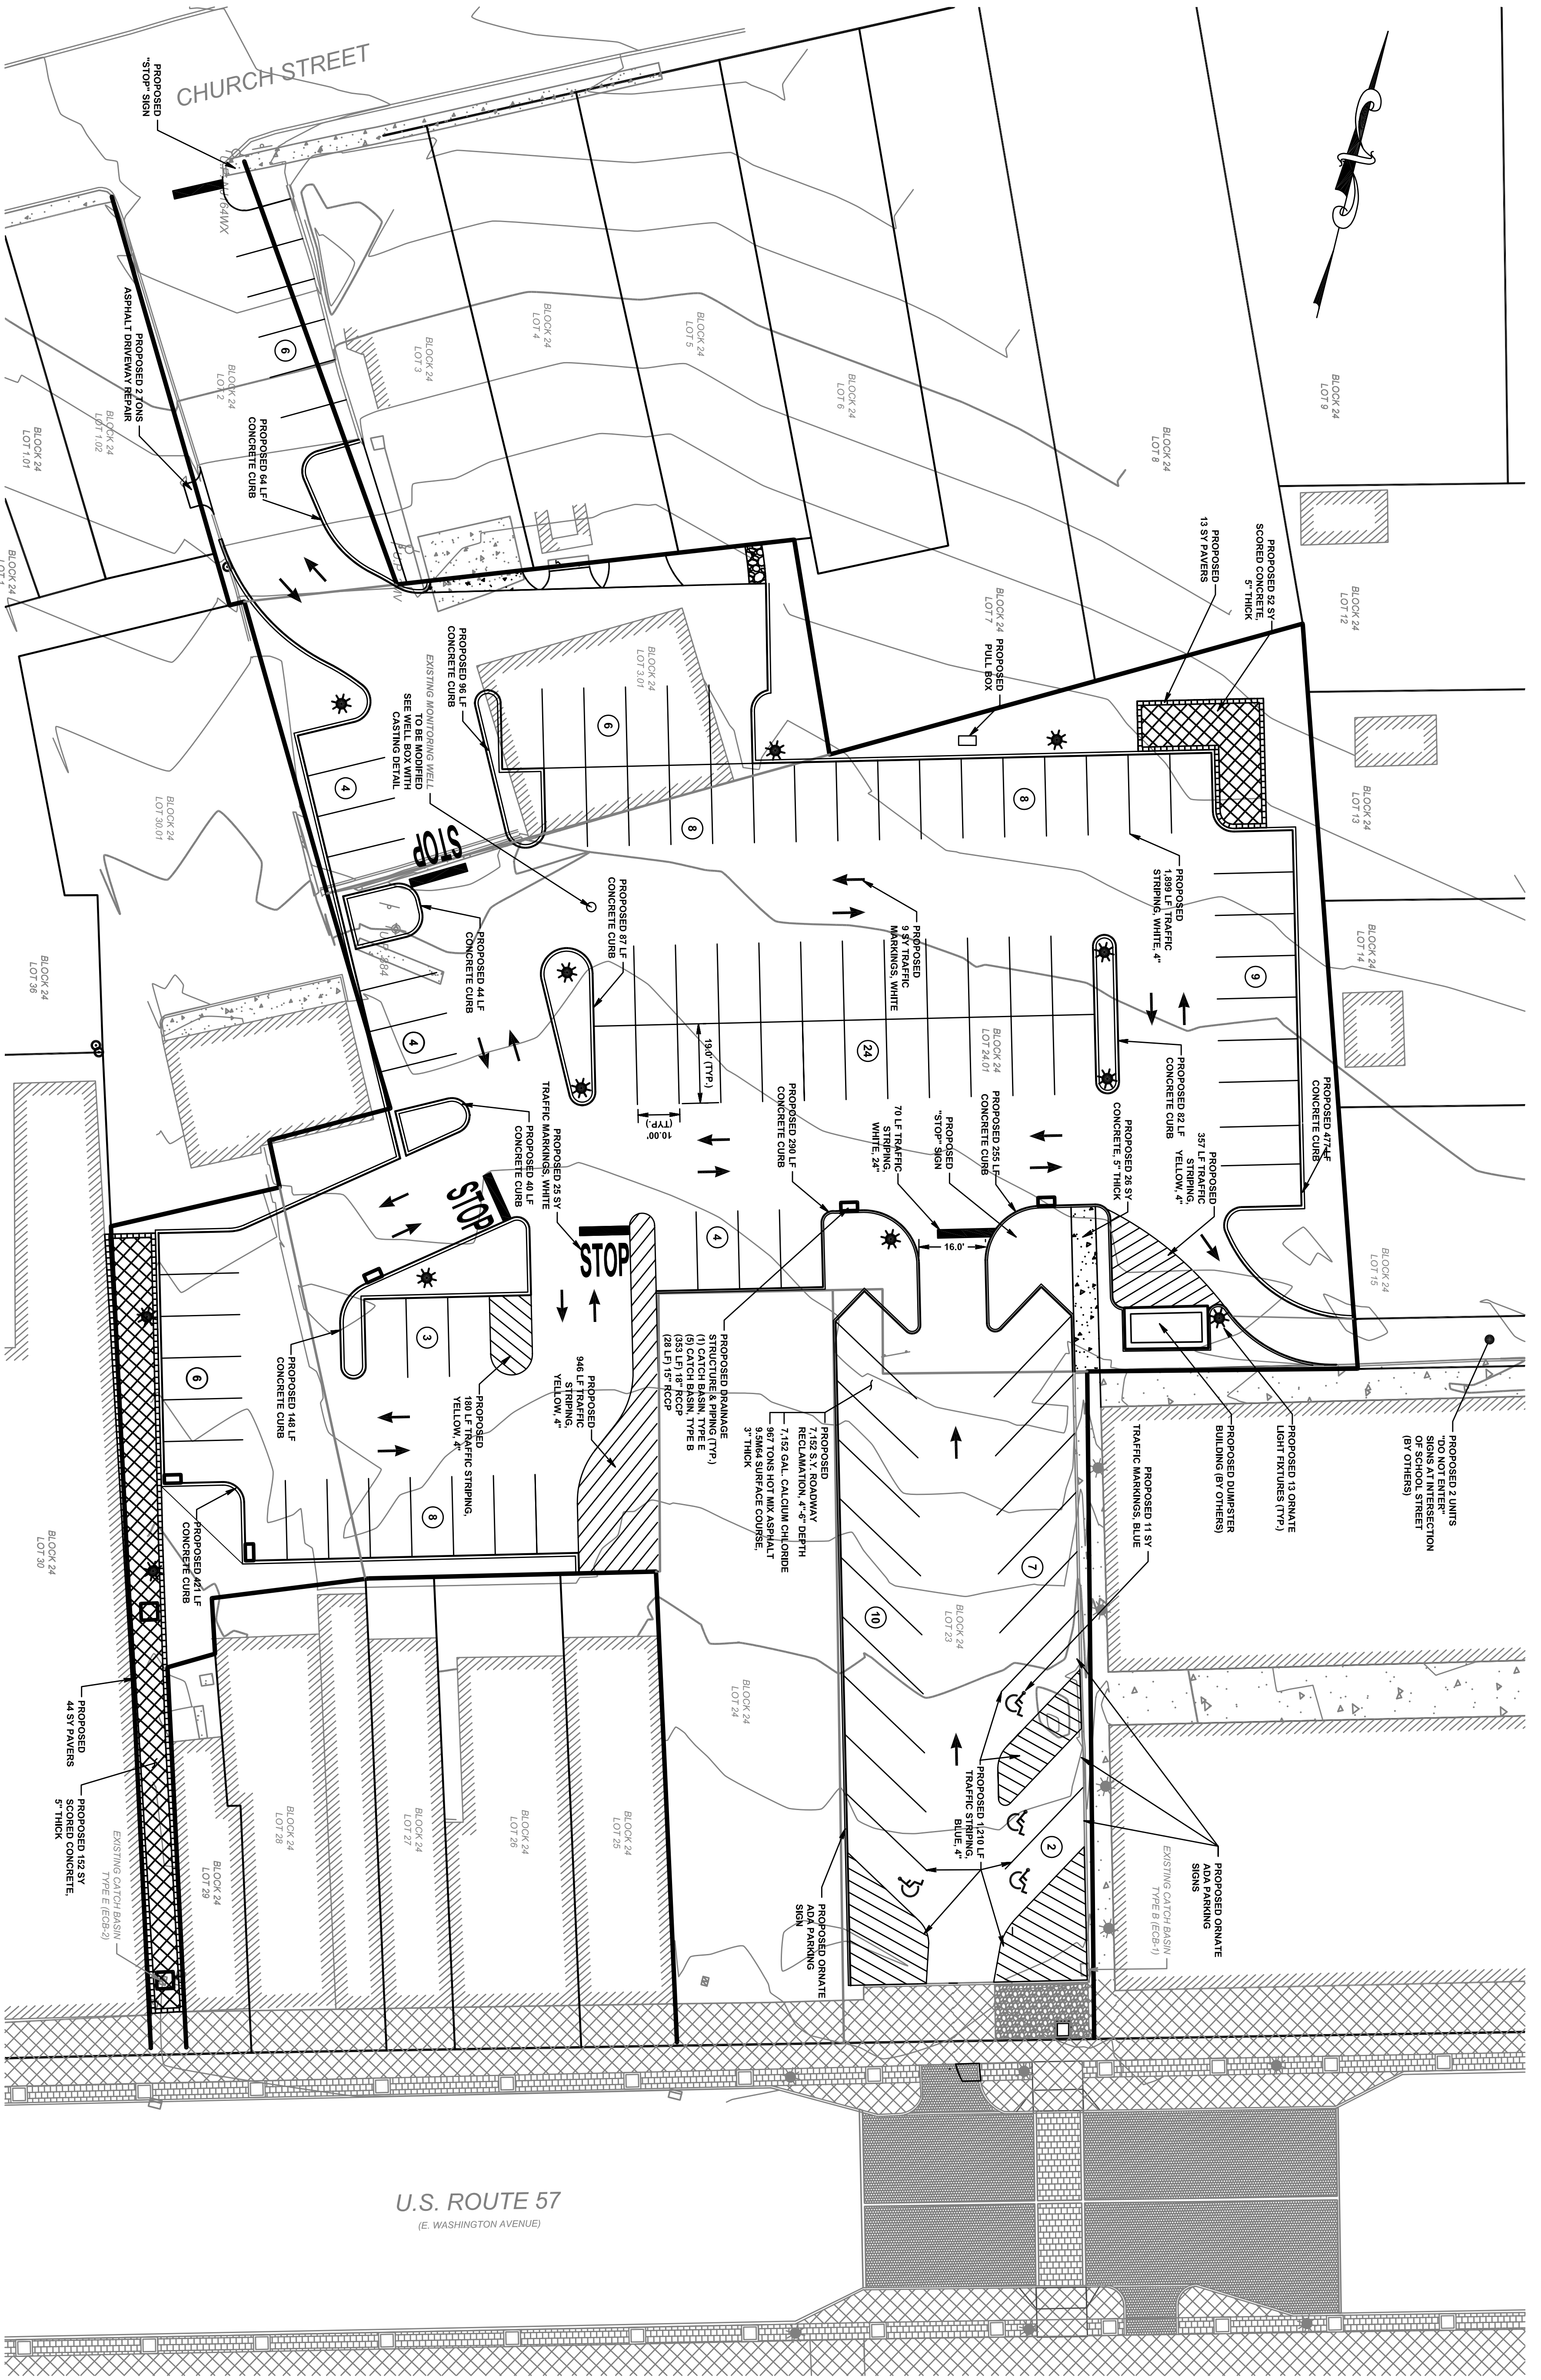 CHURCH STREET
PROPOSED
"STOP" SIGN
ASPHALT DRIVEWAY REPAIR
PROPOSED 2 TONS
BLOCK 24
LOT 1.01
BLOCK 24
LOT 1.02
BLOCK 24
LOT 2
6
PROPOSED 64 LF
CONCRETE CURB
BLOCK 24
LOT 3
BLOCK 24
LOT 4
BLOCK 24
LOT 5
BLOCK 24
LOT 6
BLOCK 24
LOT 8
BLOCK 24
LOT 9
PROPOSED
13 SY PAVERS
PROPOSED 52 SY
SCORED CONCRETE,
5" THICK
BLOCK 24
LOT 12
BLOCK 24
LOT 7
PROPOSED
PULL BOX
BLOCK 24
LOT 3.01
PROPOSED 96 LF
CONCRETE CURB
EXISTING MONITORING WELL
TO BE MODIFIED
SEE WELL BOX WITH
CASTING DETAIL
6
8
8
4
STOP
BLOCK 24
LOT 13
BLOCK 24
LOT 30.01
PROPOSED
1,899 LF TRAFFIC
STRIPING, WHITE, 4"
PROPOSED 87 LF
CONCRETE CURB
PROPOSED 44 LF
CONCRETE CURB
PROPOSED
9 SY TRAFFIC
MARKINGS, WHITE
BLOCK 24
LOT 14
9
BLOCK 24
LOT 36
4
24
19.0' (TYP.)
10.00'
(TYP.)
BLOCK 24
LOT 24.01
PROPOSED 82 LF
CONCRETE CURB
PROPOSED 477 LF
CONCRETE CURB
TRAFFIC MARKINGS, WHITE
PROPOSED 25 SY
PROPOSED 40 LF
CONCRETE CURB
PROPOSED 290 LF
CONCRETE CURB
70 LF TRAFFIC
STRIPING,
WHITE, 24"
PROPOSED
"STOP" SIGN
PROPOSED 255 LF
CONCRETE CURB
PROPOSED 26 SY
CONCRETE, 5" THICK
PROPOSED
357 LF TRAFFIC
STRIPING,
YELLOW, 4"
STOP
STOP
4
16.0'
BLOCK 24
LOT 15
6
3
PROPOSED 148 LF
CONCRETE CURB
PROPOSED
180 LF TRAFFIC STRIPING,
YELLOW, 4"
PROPOSED
946 LF TRAFFIC
STRIPING,
YELLOW, 4"
PROPOSED DRAINAGE
STRUCTURE & PIPING (TYP.)
(1) CATCH BASIN, TYPE E
(5) CATCH BASIN, TYPE B
(353 LF) 18" RCCP
(28 LF) 15" RCCP
PROPOSED
7,152 S.Y. ROADWAY
RECLAMATION, 4"-6" DEPTH
7,152 GAL. CALCIUM CHLORIDE
967 TONS HOT MIX ASPHALT
9.5M64 SURFACE COURSE,
3" THICK
PROPOSED 11 SY
TRAFFIC MARKINGS, BLUE
PROPOSED DUMPSTER
BUILDING (BY OTHERS)
PROPOSED 13 ORNATE
LIGHT FIXTURES (TYP.)
PROPOSED 2 UNITS
"DO NOT ENTER"
SIGNS AT INTERSECTION
OF SCHOOL STREET
(BY OTHERS)
8
PROPOSED 421 LF
CONCRETE CURB
7
10
BLOCK 24
LOT 23
BLOCK 24
LOT 30
BLOCK 24
LOT 24
PROPOSED
44 SY PAVERS
PROPOSED 152 SY
SCORED CONCRETE,
5" THICK
EXISTING CATCH BASIN
TYPE E (ECB-2)
BLOCK 24
LOT 29
BLOCK 24
LOT 28
BLOCK 24
LOT 27
BLOCK 24
LOT 26
BLOCK 24
LOT 25
PROPOSED 1,210 LF
TRAFFIC STRIPING,
BLUE, 4"
2
PROPOSED ORNATE
ADA PARKING
SIGN
EXISTING CATCH BASIN
TYPE B (ECB-1)
PROPOSED ORNATE
ADA PARKING
SIGNS
U.S. ROUTE 57
(E. WASHINGTON AVENUE)